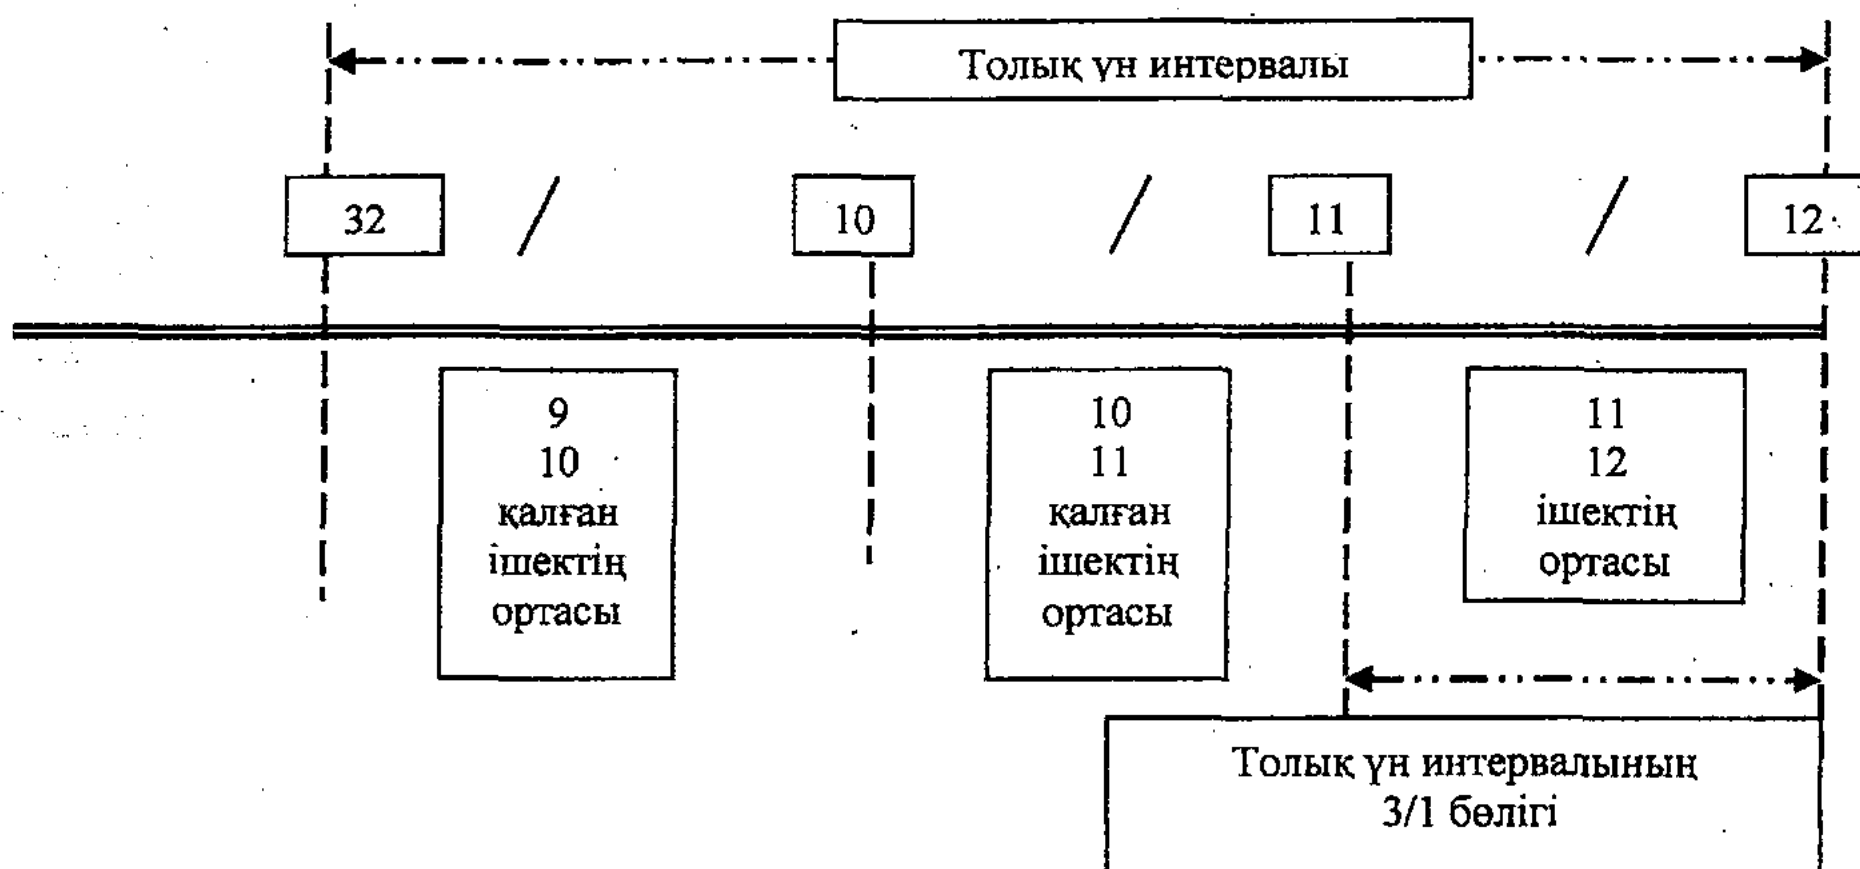 Толық үн интервалы
32 / 10 / 11 / 12
9
10
қалған
ішектің
ортасы
10
11
қалған
ішектің
ортасы
11
12
ішектің
ортасы
Толық үн интервалының
3/1 бөлігі